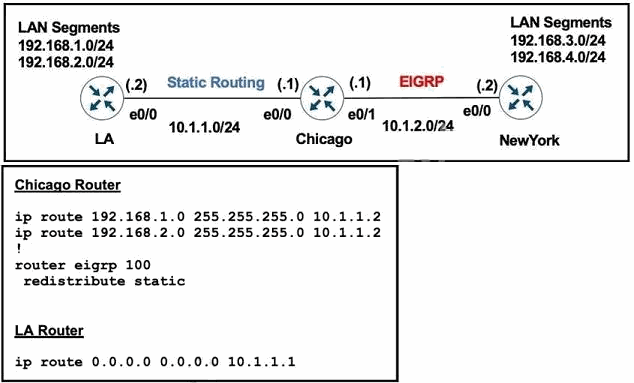 LAN Segments
192.168.1.0/24
192.168.2.0/24
LAN Segments
192.168.3.0/24
192.168.4.0/24
(.2) Static Routing (.1) (.1) EIGRP (.2)
e0/0 e0/0 e0/1 e0/0
10.1.1.0/24 10.1.2.0/24
LA Chicago NewYork
Chicago Router
ip route 192.168.1.0 255.255.255.0 10.1.1.2
ip route 192.168.2.0 255.255.255.0 10.1.1.2
!
router eigrp 100
redistribute static
LA Router
ip route 0.0.0.0 0.0.0.0 10.1.1.1